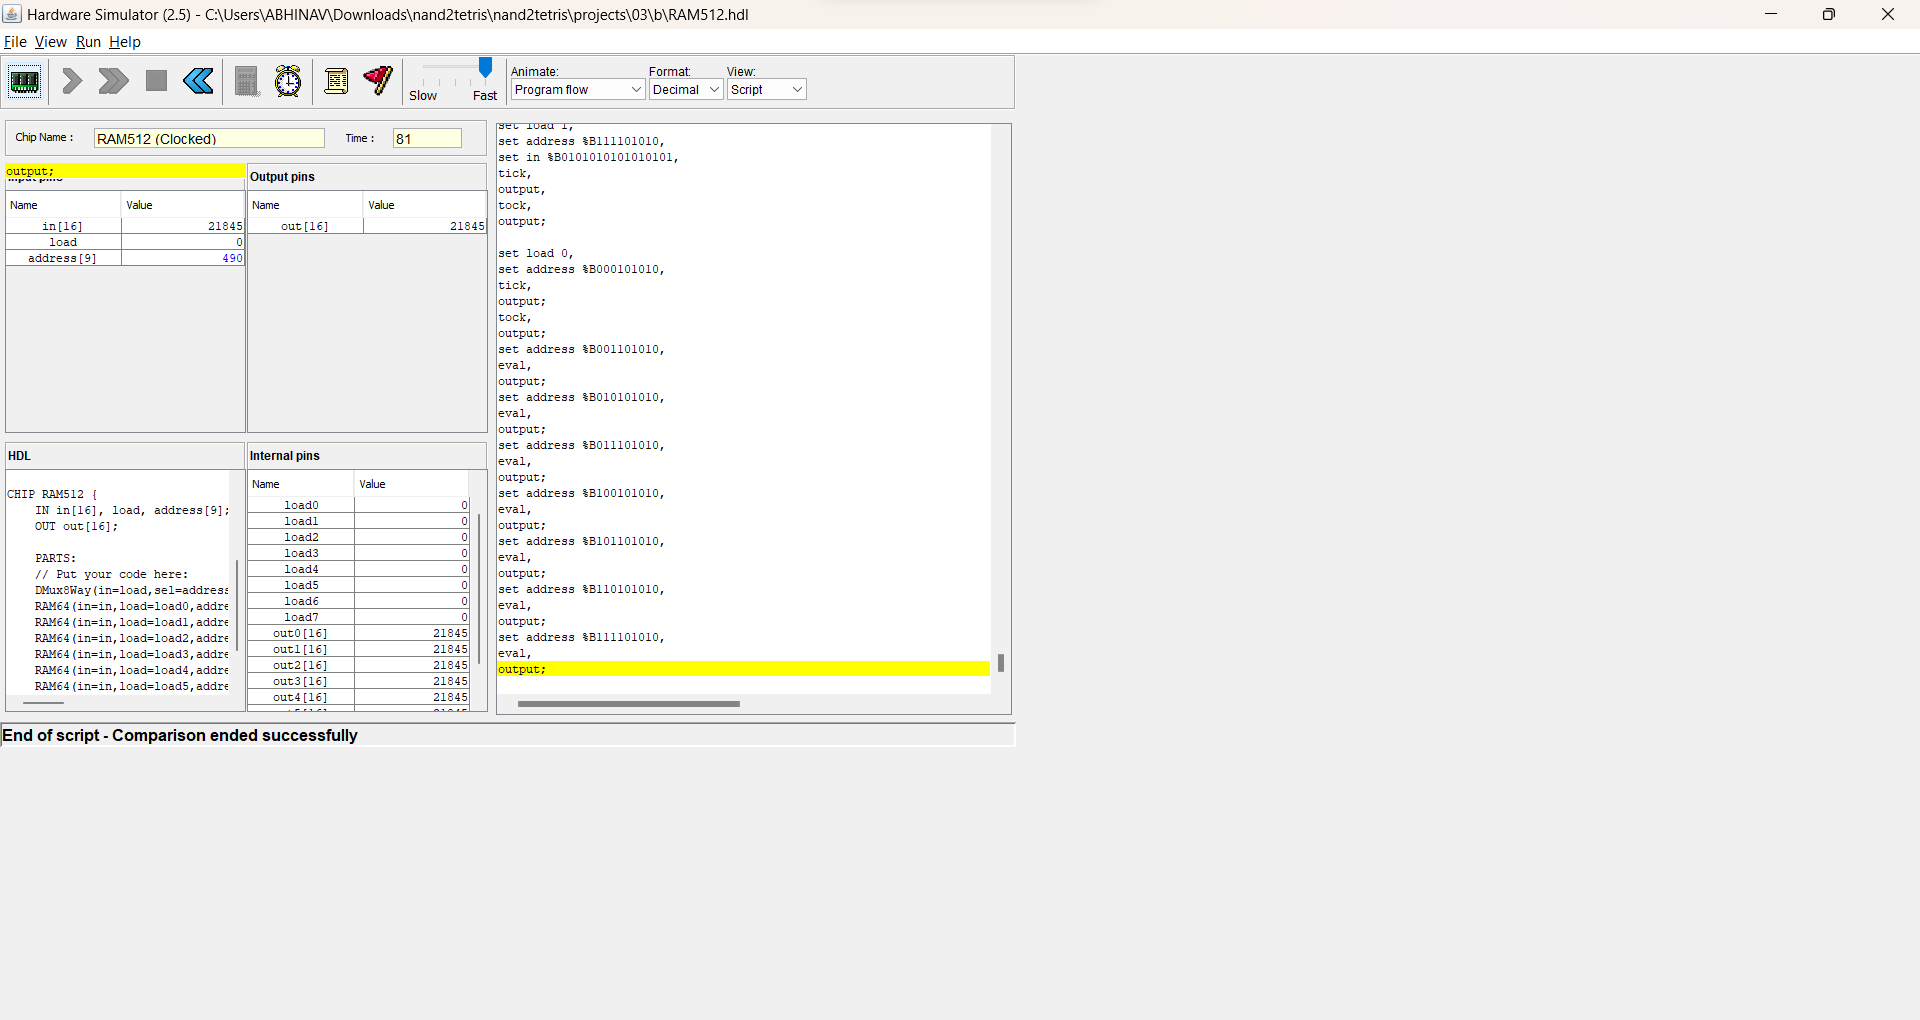 Hardware Simulator (2.5) - C:\Users\ABHINAV\Downloads\nand2tetris\nand2tetris\projects\03\b\RAM512.hdl
File View Run Help
Slow Fast
Animate: Format: View:
Program flow Decimal Script
Chip Name : RAM512 (Clocked) Time : 81
output;
Output pins
Name Value
in[16] 21845
load 0
address[9] 490
Name Value
out[16] 21845
HDL
CHIP RAM512 {
IN in[16], load, address[9];
OUT out[16];
PARTS:
// Put your code here:
DMux8Way(in=load,sel=address
RAM64(in=in,load=load0,addre
RAM64(in=in,load=load1,addre
RAM64(in=in,load=load2,addre
RAM64(in=in,load=load3,addre
RAM64(in=in,load=load4,addre
RAM64(in=in,load=load5,addre
Internal pins
Name Value
load0 0
load1 0
load2 0
load3 0
load4 0
load5 0
load6 0
load7 0
out0[16] 21845
out1[16] 21845
out2[16] 21845
out3[16] 21845
out4[16] 21845
set load 1,
set address %B111101010,
set in %B0101010101010101,
tick,
output,
tock,
output;
set load 0,
set address %B000101010,
tick,
output;
tock,
output;
set address %B001101010,
eval,
output;
set address %B010101010,
eval,
output;
set address %B011101010,
eval,
output;
set address %B100101010,
eval,
output;
set address %B101101010,
eval,
output;
set address %B110101010,
eval,
output;
set address %B111101010,
eval,
output;
End of script - Comparison ended successfully